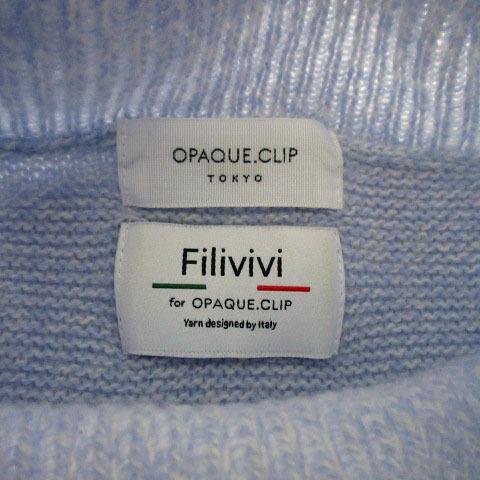 OPAQUE.CLIP
TOKYO
Filivivi
for OPAQUE.CLIP
Yarn designed by Italy